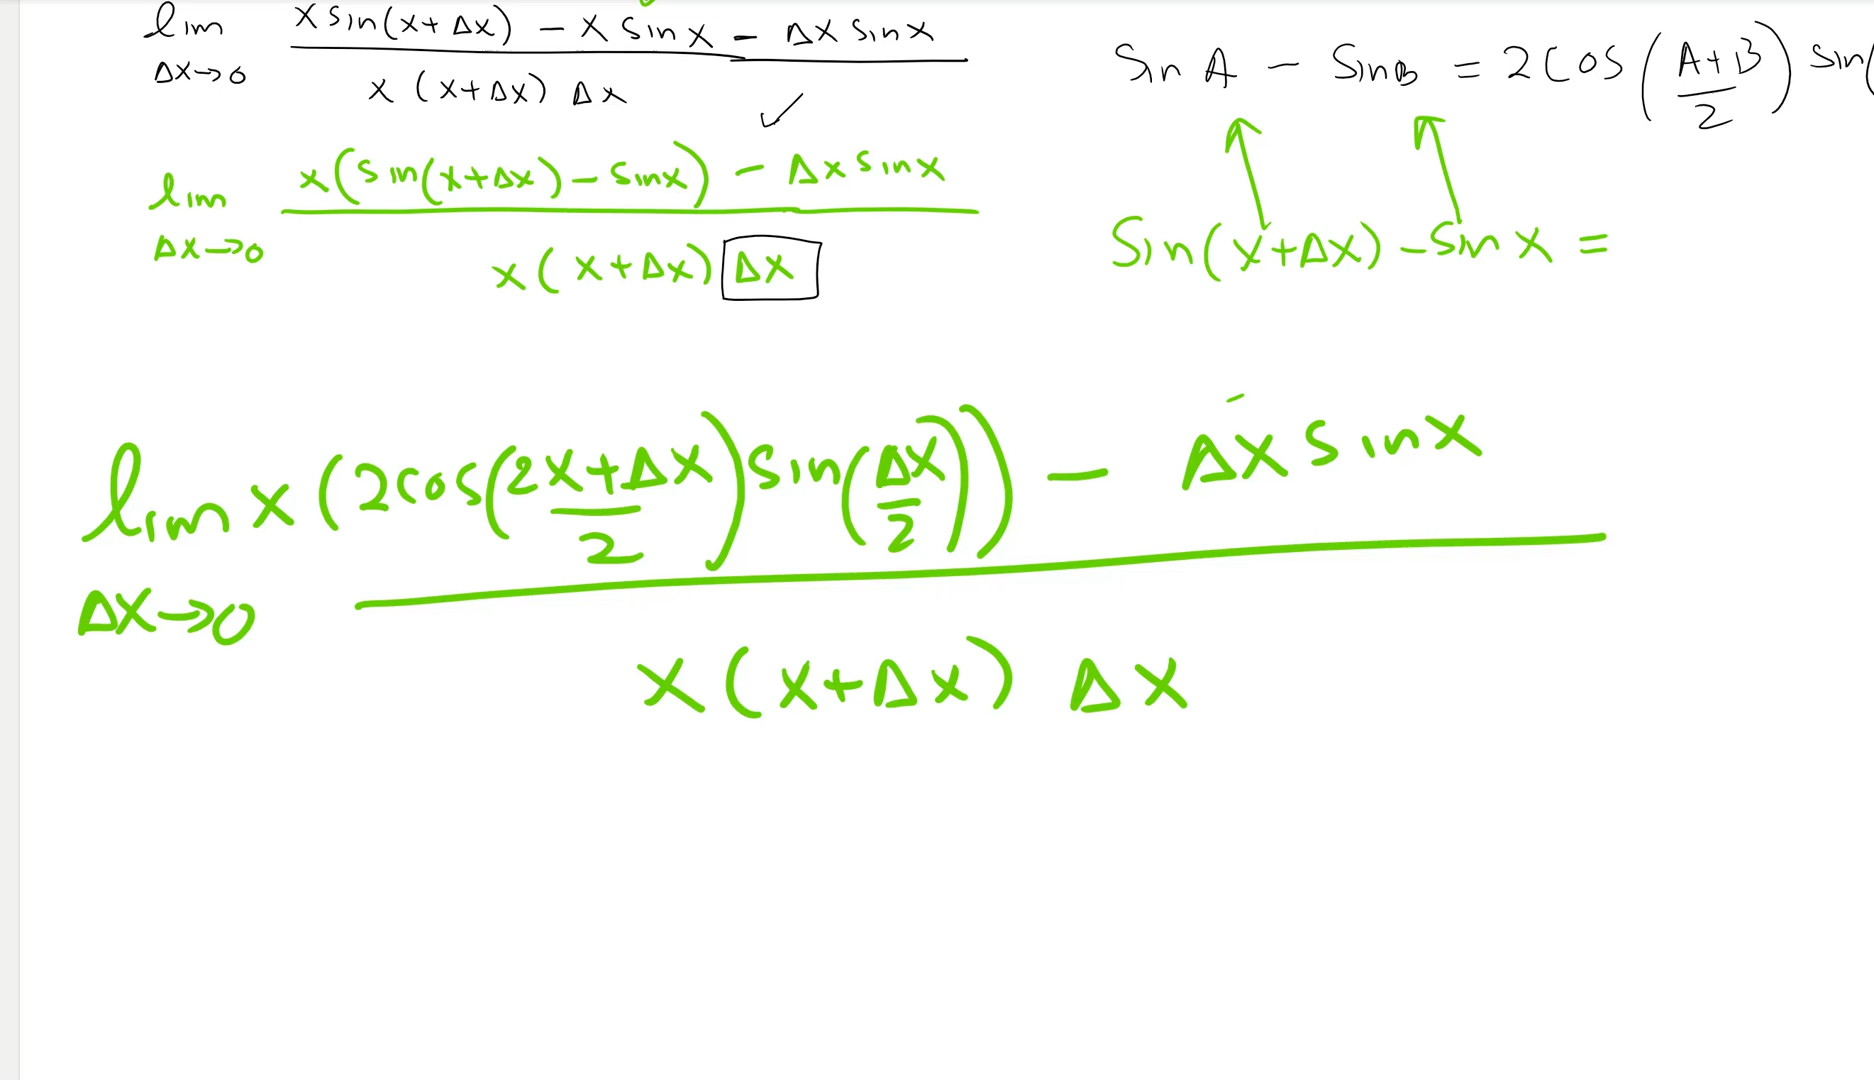 lim x sin(x+Δx) − x sin x − Δx sin x
Δx→0 x (x+Δx) Δx
✓
lim x(sin(x+Δx) − sinx) − Δx sinx
Δx→0 x(x+Δx) Δx
Sin A − SinB = 2COS(A+B/2) sin(
Sin(x+Δx) − sin x =
lim x(2cos(2x+Δx/2)sin(Δx/2)) − Δx sinx
Δx→0 x(x+Δx) Δx